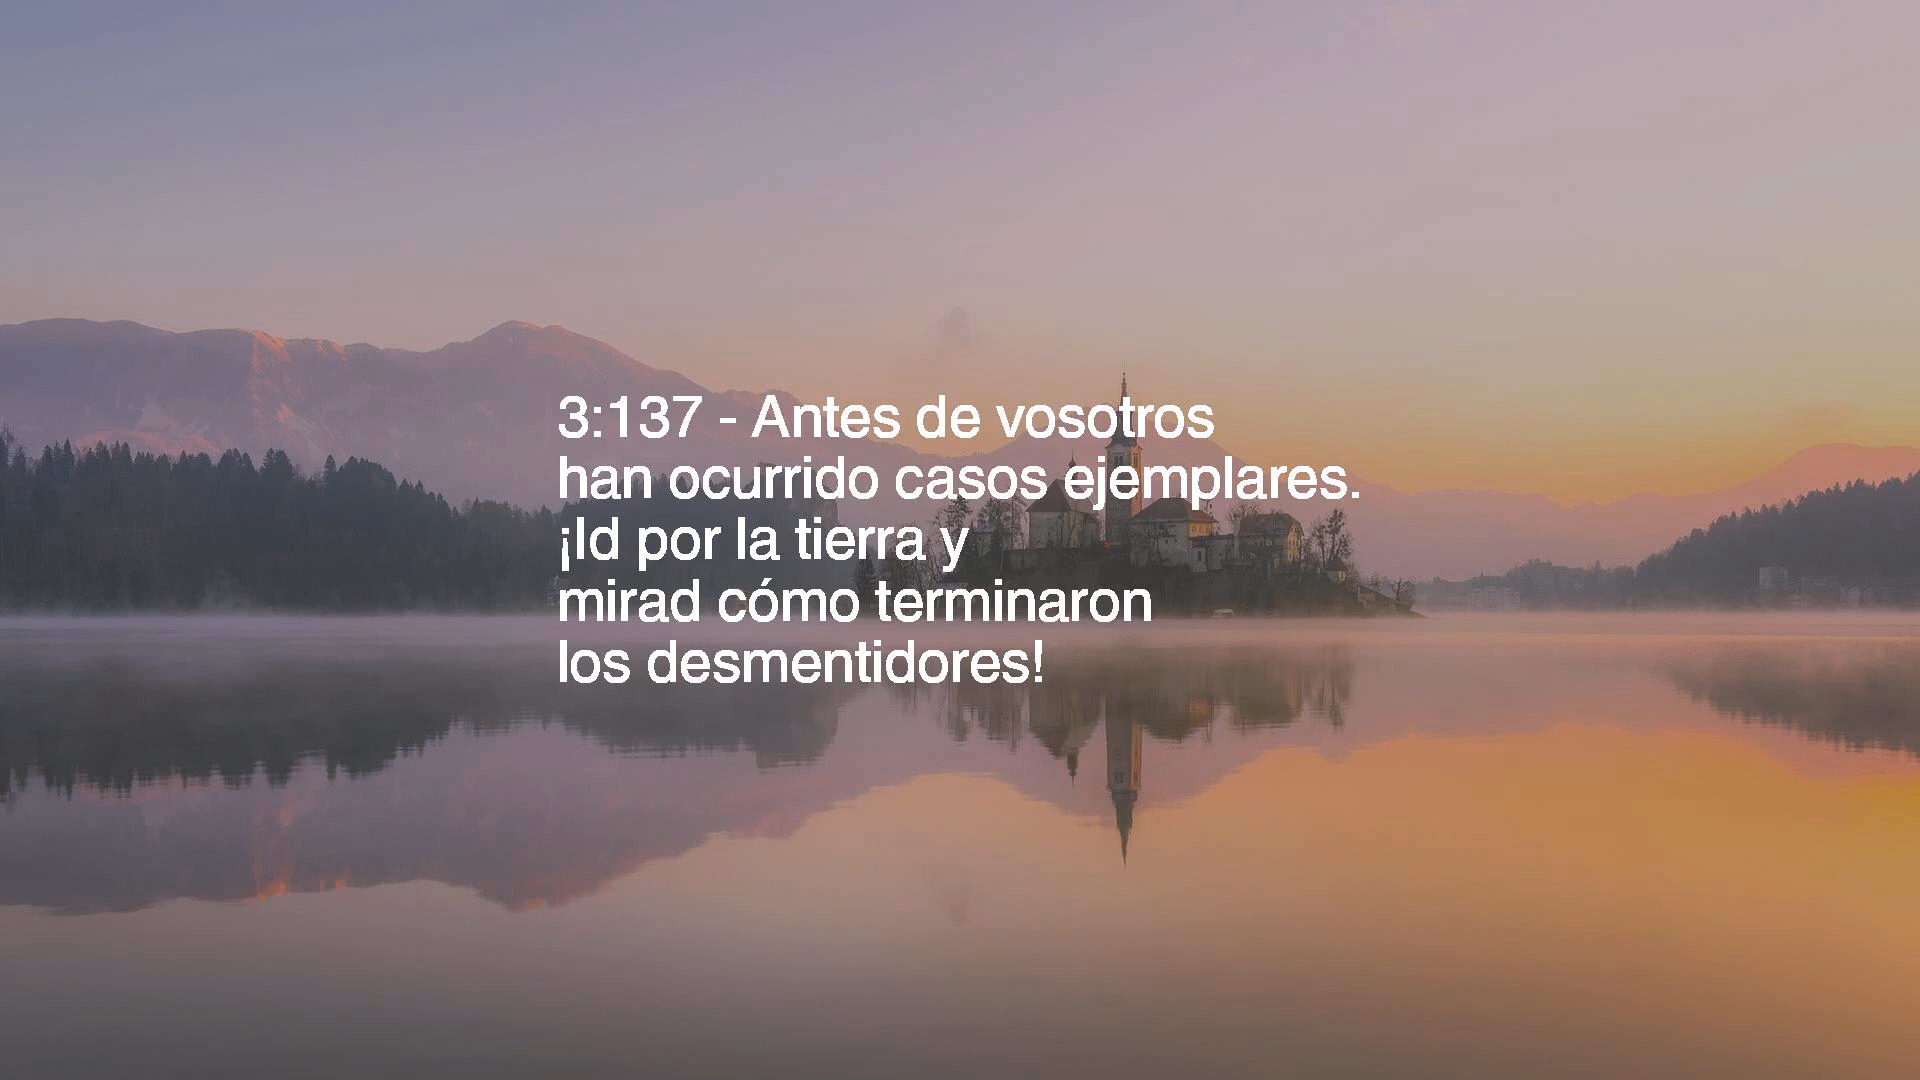 3:137 - Antes de vosotros
han ocurrido casos ejemplares.
¡Id por la tierra y
mirad cómo terminaron
los desmentidores!